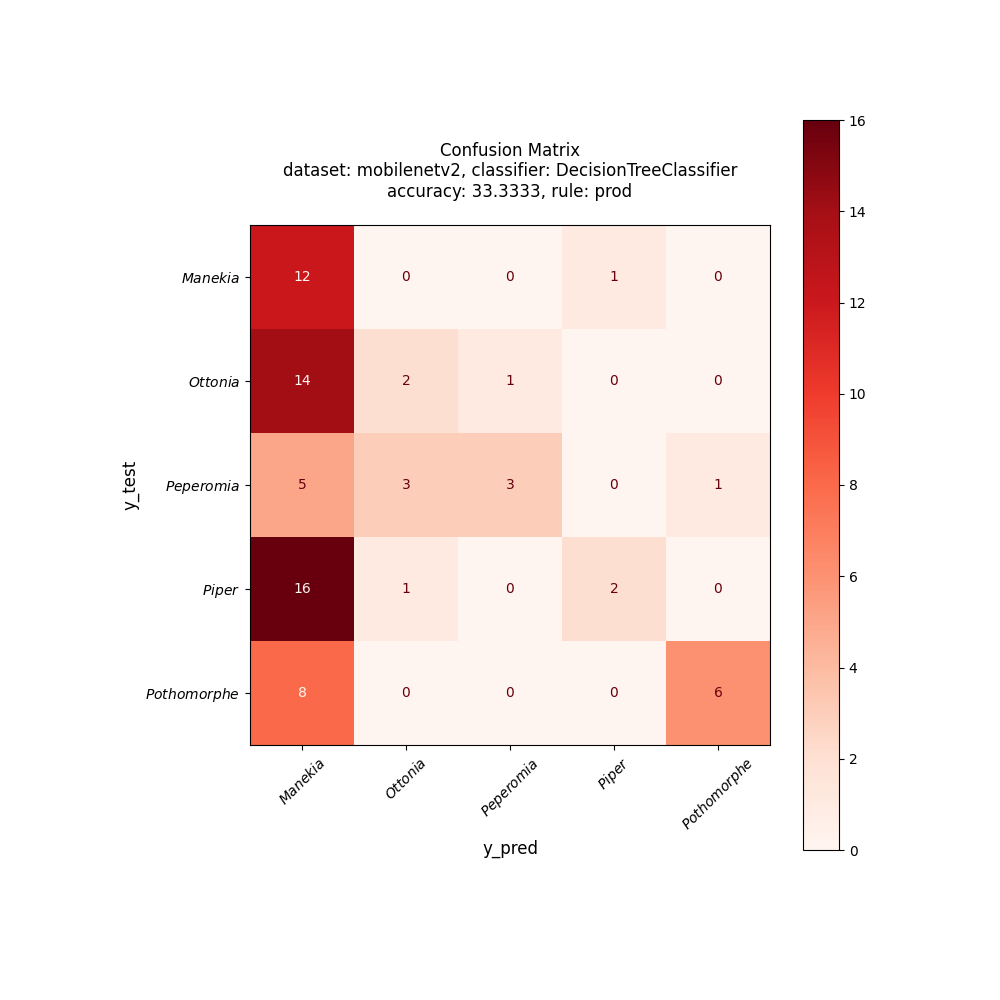 Confusion Matrix
dataset: mobilenetv2, classifier: DecisionTreeClassifier
accuracy: 33.3333, rule: prod
y_test
Manekia 12 0 0 1 0
Ottonia 14 2 1 0 0
Peperomia 5 3 3 0 1
Piper 16 1 0 2 0
Pothomorphe 8 0 0 0 6
Manekia Ottonia Peperomia Piper Pothomorphe
y_pred
16
14
12
10
8
6
4
2
0